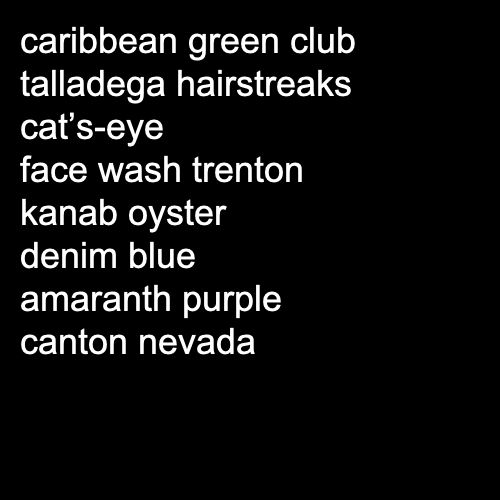 caribbean green club
talladega hairstreaks
cat’s-eye
face wash trenton
kanab oyster
denim blue
amaranth purple
canton nevada